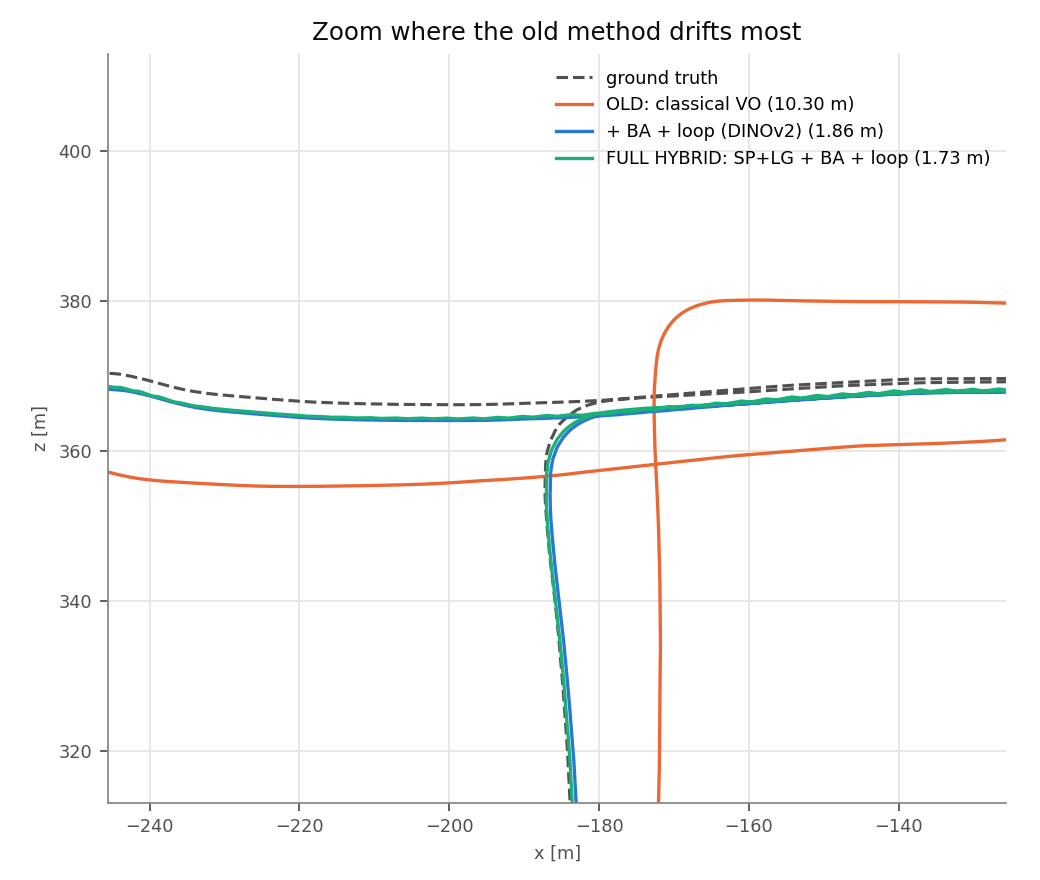 Zoom where the old method drifts most
ground truth
OLD: classical VO (10.30 m)
+ BA + loop (DINOv2) (1.86 m)
FULL HYBRID: SP+LG + BA + loop (1.73 m)
400
380
360
340
320
z [m]
−240 −220 −200 −180 −160 −140
x [m]